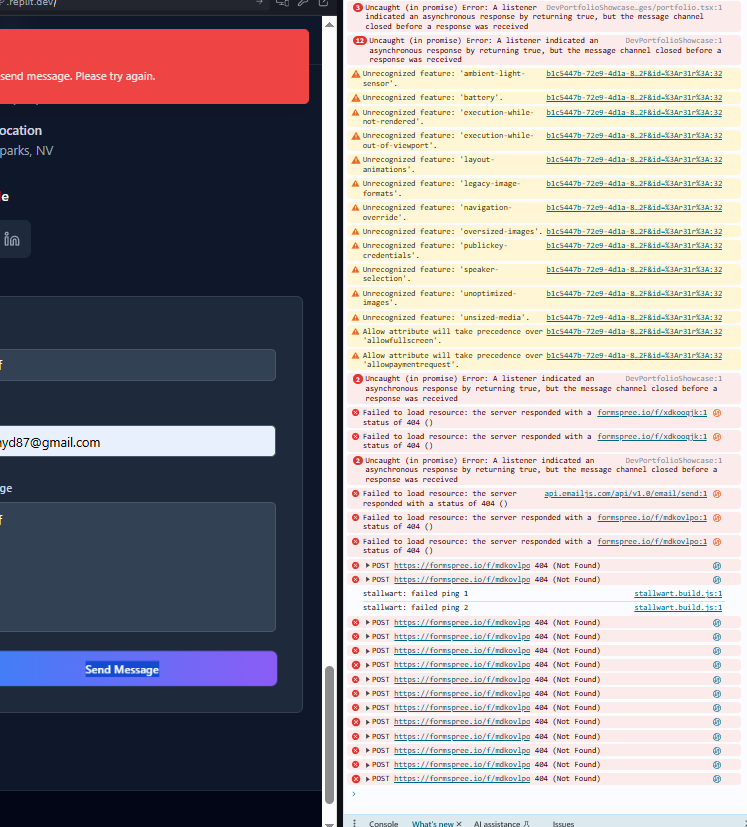 .replit.dev/
send message. Please try again.
ocation
parks, NV
le
in
f
yd87@gmail.com
ge
f
Send Message
3 Uncaught (in promise) Error: A listener DevPortfolioShowcase…ges/portfolio.tsx:1
indicated an asynchronous response by returning true, but the message channel
closed before a response was received
12 Uncaught (in promise) Error: A listener indicated an DevPortfolioShowcase:1
asynchronous response by returning true, but the message channel closed before a
response was received
Unrecognized feature: 'ambient-light- b1c5447b-72e9-4d1a-8…2F&id=%3Ar31r%3A:32
sensor'.
Unrecognized feature: 'battery'. b1c5447b-72e9-4d1a-8…2F&id=%3Ar31r%3A:32
Unrecognized feature: 'execution-while- b1c5447b-72e9-4d1a-8…2F&id=%3Ar31r%3A:32
not-rendered'.
Unrecognized feature: 'execution-while- b1c5447b-72e9-4d1a-8…2F&id=%3Ar31r%3A:32
out-of-viewport'.
Unrecognized feature: 'layout- b1c5447b-72e9-4d1a-8…2F&id=%3Ar31r%3A:32
animations'.
Unrecognized feature: 'legacy-image- b1c5447b-72e9-4d1a-8…2F&id=%3Ar31r%3A:32
formats'.
Unrecognized feature: 'navigation- b1c5447b-72e9-4d1a-8…2F&id=%3Ar31r%3A:32
override'.
Unrecognized feature: 'oversized-images'. b1c5447b-72e9-4d1a-8…2F&id=%3Ar31r%3A:32
Unrecognized feature: 'publickey- b1c5447b-72e9-4d1a-8…2F&id=%3Ar31r%3A:32
credentials'.
Unrecognized feature: 'speaker- b1c5447b-72e9-4d1a-8…2F&id=%3Ar31r%3A:32
selection'.
Unrecognized feature: 'unoptimized- b1c5447b-72e9-4d1a-8…2F&id=%3Ar31r%3A:32
images'.
Unrecognized feature: 'unsized-media'. b1c5447b-72e9-4d1a-8…2F&id=%3Ar31r%3A:32
Allow attribute will take precedence over b1c5447b-72e9-4d1a-8…2F&id=%3Ar31r%3A:32
'allowfullscreen'.
Allow attribute will take precedence over b1c5447b-72e9-4d1a-8…2F&id=%3Ar31r%3A:32
'allowpaymentrequest'.
2 Uncaught (in promise) Error: A listener indicated an DevPortfolioShowcase:1
asynchronous response by returning true, but the message channel closed before a
response was received
Failed to load resource: the server responded with a formspree.io/f/xdkooqjk:1
status of 404 ()
Failed to load resource: the server responded with a formspree.io/f/xdkooqjk:1
status of 404 ()
2 Uncaught (in promise) Error: A listener indicated an DevPortfolioShowcase:1
asynchronous response by returning true, but the message channel closed before a
response was received
Failed to load resource: the server api.emailjs.com/api/v1.0/email/send:1
responded with a status of 404 ()
Failed to load resource: the server responded with a formspree.io/f/mdkovlpo:1
status of 404 ()
Failed to load resource: the server responded with a formspree.io/f/mdkovlpo:1
status of 404 ()
POST https://formspree.io/f/mdkovlpo 404 (Not Found)
POST https://formspree.io/f/mdkovlpo 404 (Not Found)
stallwart: failed ping 1 stallwart.build.js:1
stallwart: failed ping 2 stallwart.build.js:1
POST https://formspree.io/f/mdkovlpo 404 (Not Found)
POST https://formspree.io/f/mdkovlpo 404 (Not Found)
POST https://formspree.io/f/mdkovlpo 404 (Not Found)
POST https://formspree.io/f/mdkovlpo 404 (Not Found)
POST https://formspree.io/f/mdkovlpo 404 (Not Found)
POST https://formspree.io/f/mdkovlpo 404 (Not Found)
POST https://formspree.io/f/mdkovlpo 404 (Not Found)
POST https://formspree.io/f/mdkovlpo 404 (Not Found)
POST https://formspree.io/f/mdkovlpo 404 (Not Found)
POST https://formspree.io/f/mdkovlpo 404 (Not Found)
POST https://formspree.io/f/mdkovlpo 404 (Not Found)
POST https://formspree.io/f/mdkovlpo 404 (Not Found)
Console What's new AI assistance Issues